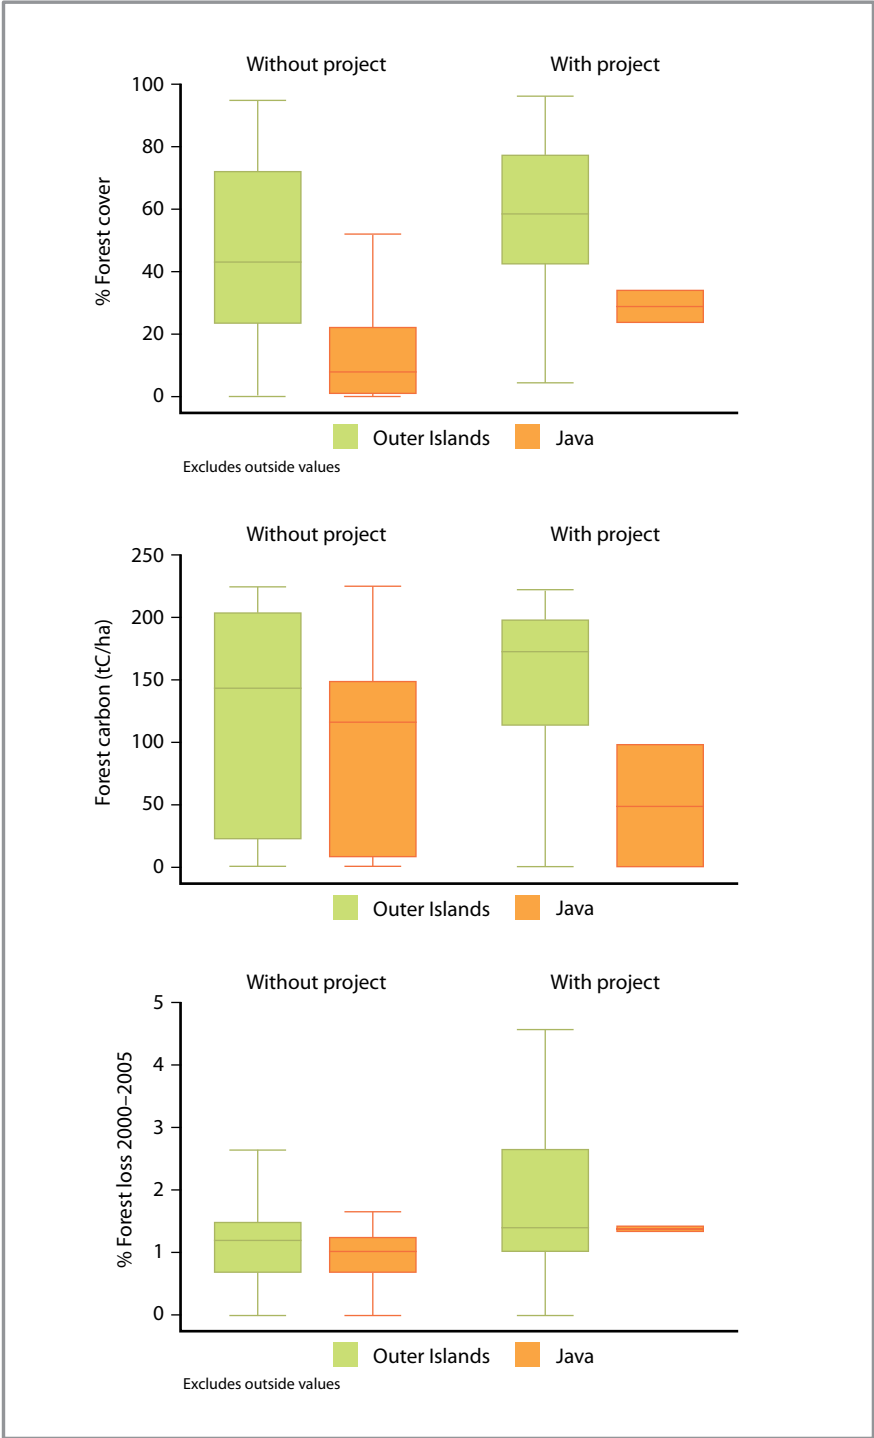 Without project
With project
100
80
60
40
20
0
% Forest cover
Outer Islands
Java
Excludes outside values
Without project
With project
250
200
150
100
50
0
Forest carbon (tC/ha)
Outer Islands
Java
Without project
With project
5
4
3
2
1
0
% Forest loss 2000–2005
Outer Islands
Java
Excludes outside values